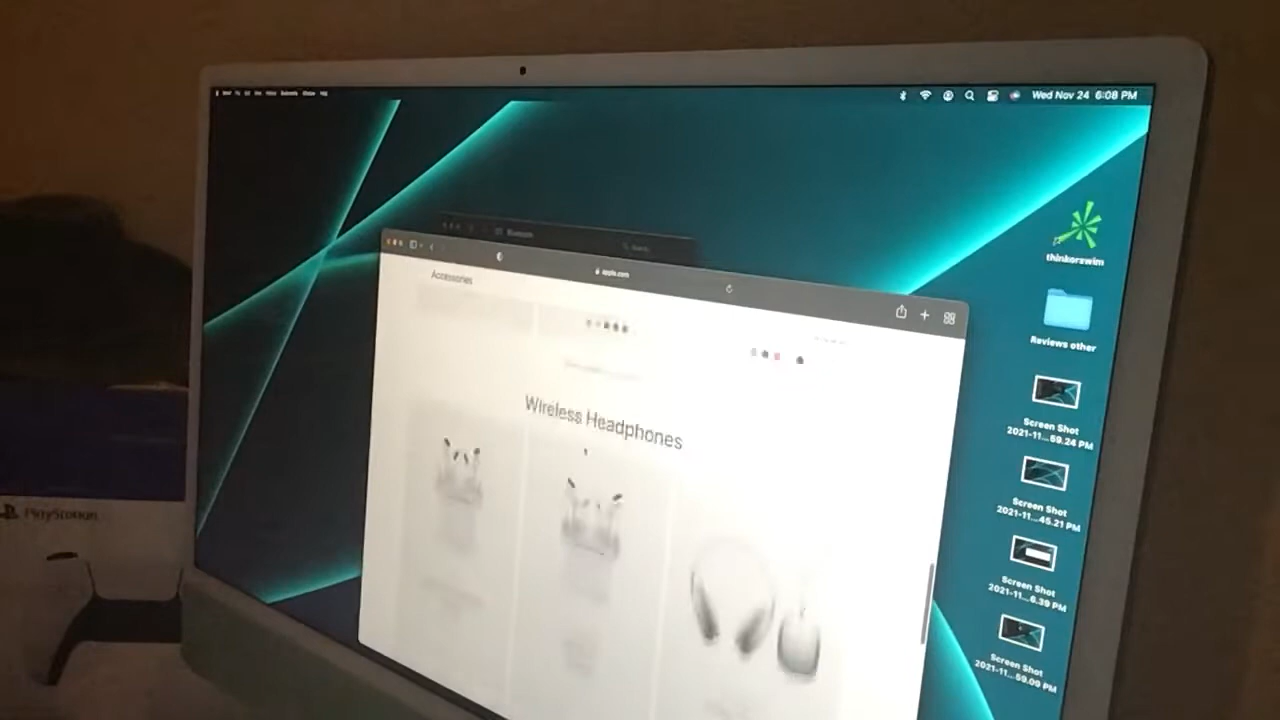 Wed Nov 24 6:08 PM
Bluetooth
apple.com
Accessories
Wireless Headphones
thinkorswim
Reviews other
Screen Shot
2021-11...59.24 PM
Screen Shot
2021-11...45.21 PM
Screen Shot
2021-11...6.39 PM
Screen Shot
2021-11...59.09 PM
PlayStation